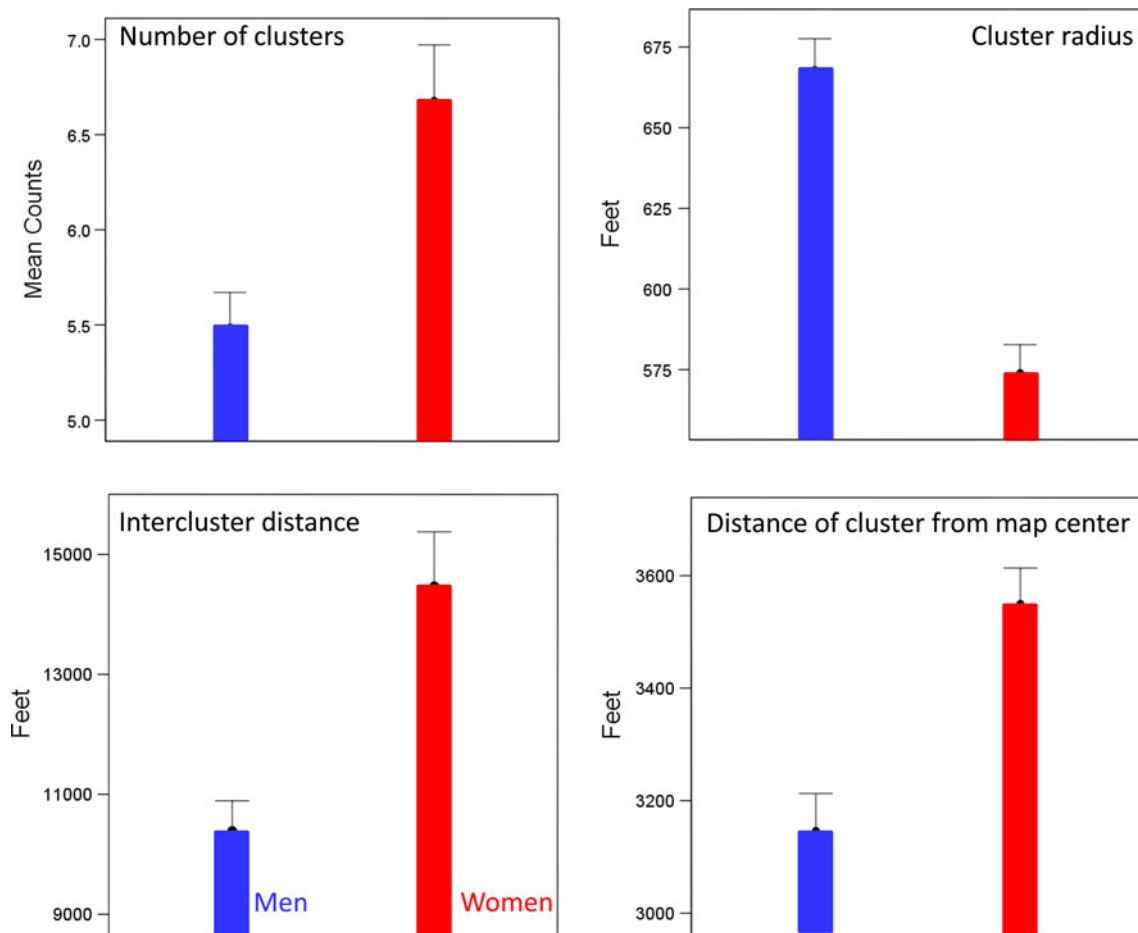 Number of clusters
Mean Counts
7.0
6.5
6.0
5.5
5.0
Cluster radius
Feet
675
650
625
600
575
Intercluster distance
Feet
15000
13000
11000
9000
Men
Women
Distance of cluster from map center
Feet
3600
3400
3200
3000